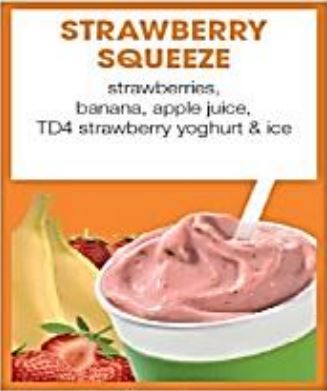 STRAWBERRY
SQUEEZE
strawberries,
banana, apple juice,
TD4 strawberry yoghurt & ice